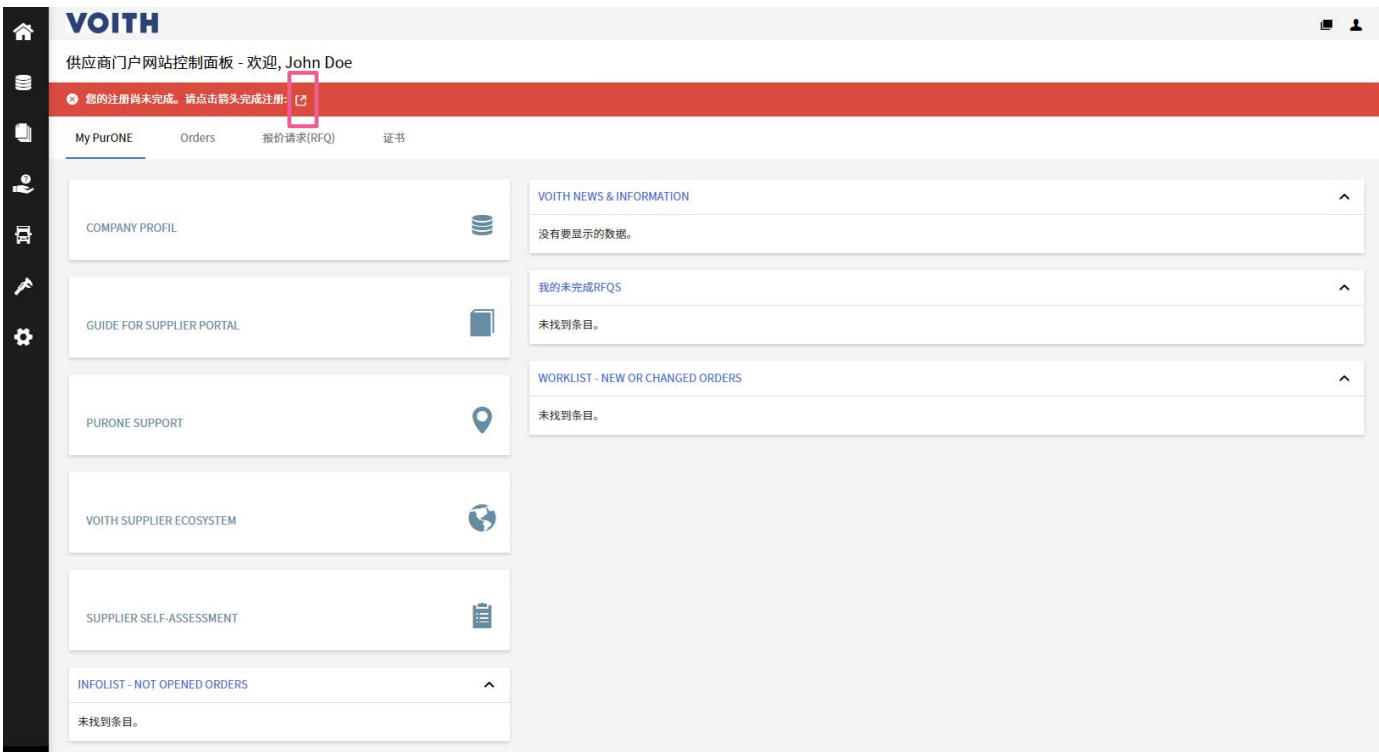 VOITH
供应商门户网站控制面板 - 欢迎, John Doe
您的注册尚未完成。请点击箭头完成注册:
My PurONE
Orders
报价请求(RFQ)
证书
COMPANY PROFIL
GUIDE FOR SUPPLIER PORTAL
PURONE SUPPORT
VOITH SUPPLIER ECOSYSTEM
SUPPLIER SELF-ASSESSMENT
INFOLIST - NOT OPENED ORDERS
未找到条目。
VOITH NEWS & INFORMATION
没有要显示的数据。
我的未完成RFQS
未找到条目。
WORKLIST - NEW OR CHANGED ORDERS
未找到条目。